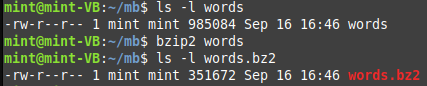 mint@mint-VB:~/mb$ ls -l words
-rw-r--r-- 1 mint mint 985084 Sep 16 16:46 words
mint@mint-VB:~/mb$ bzip2 words
mint@mint-VB:~/mb$ ls -l words.bz2
-rw-r--r-- 1 mint mint 351672 Sep 16 16:46 words.bz2